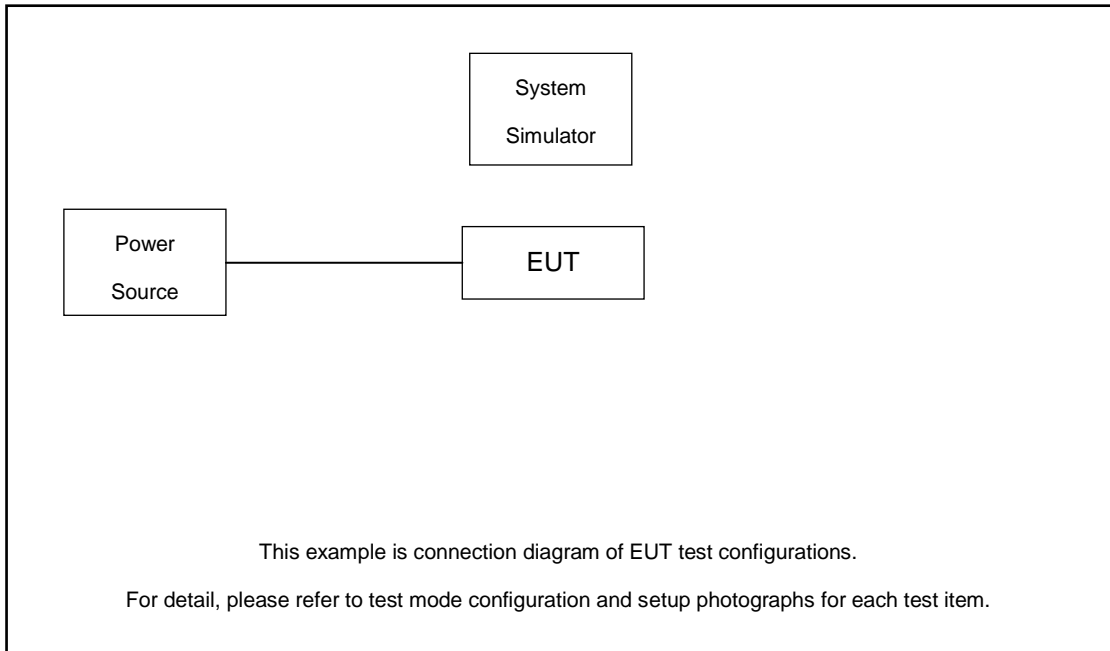 System
Simulator
Power
Source
EUT
This example is connection diagram of EUT test configurations.
For detail, please refer to test mode configuration and setup photographs for each test item.